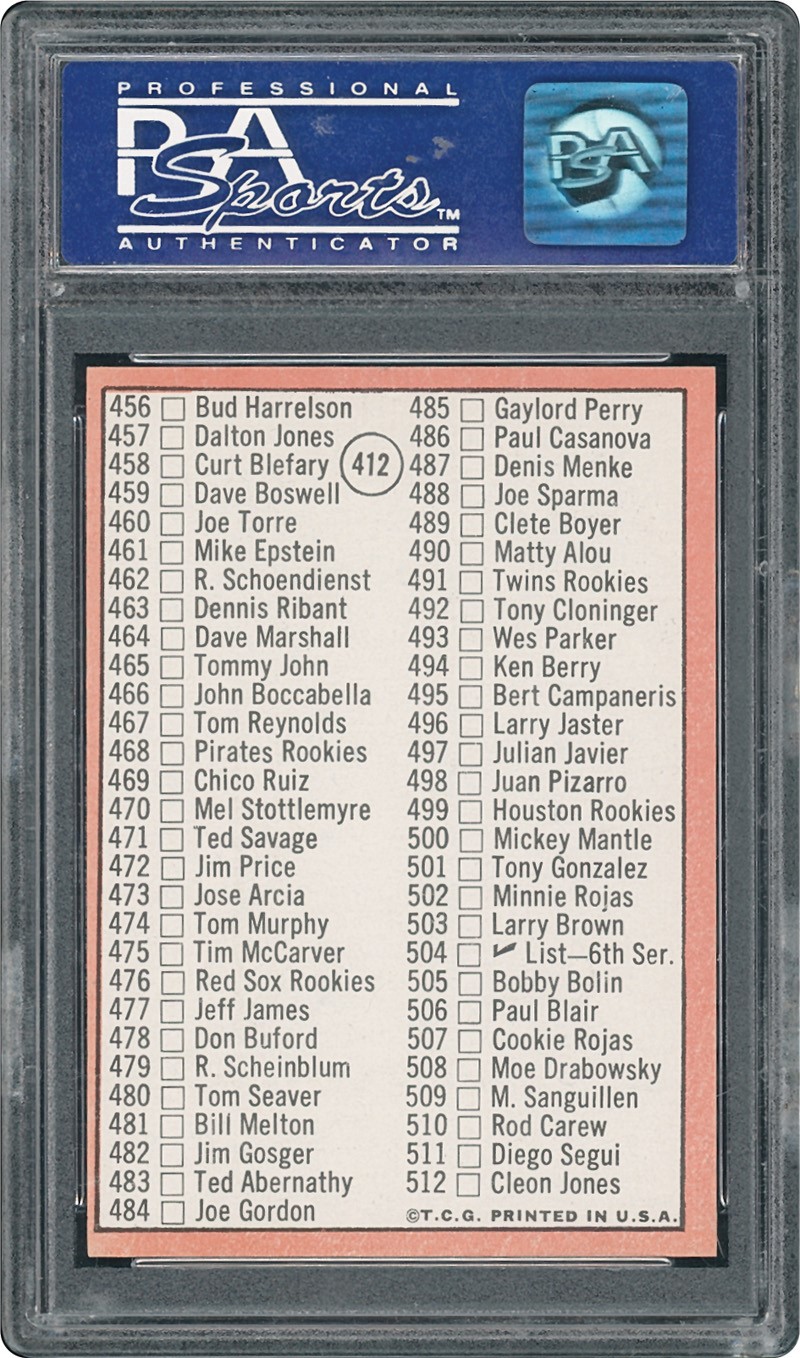 PROFESSIONAL
PSA
Sports™
AUTHENTICATOR
PSA
456 Bud Harrelson
457 Dalton Jones
458 Curt Blefary
459 Dave Boswell
460 Joe Torre
461 Mike Epstein
462 R. Schoendienst
463 Dennis Ribant
464 Dave Marshall
465 Tommy John
466 John Boccabella
467 Tom Reynolds
468 Pirates Rookies
469 Chico Ruiz
470 Mel Stottlemyre
471 Ted Savage
472 Jim Price
473 Jose Arcia
474 Tom Murphy
475 Tim McCarver
476 Red Sox Rookies
477 Jeff James
478 Don Buford
479 R. Scheinblum
480 Tom Seaver
481 Bill Melton
482 Jim Gosger
483 Ted Abernathy
484 Joe Gordon
412
485 Gaylord Perry
486 Paul Casanova
487 Denis Menke
488 Joe Sparma
489 Clete Boyer
490 Matty Alou
491 Twins Rookies
492 Tony Cloninger
493 Wes Parker
494 Ken Berry
495 Bert Campaneris
496 Larry Jaster
497 Julian Javier
498 Juan Pizarro
499 Houston Rookies
500 Mickey Mantle
501 Tony Gonzalez
502 Minnie Rojas
503 Larry Brown
504 List—6th Ser.
505 Bobby Bolin
506 Paul Blair
507 Cookie Rojas
508 Moe Drabowsky
509 M. Sanguillen
510 Rod Carew
511 Diego Segui
512 Cleon Jones
©T.C.G. PRINTED IN U.S.A.